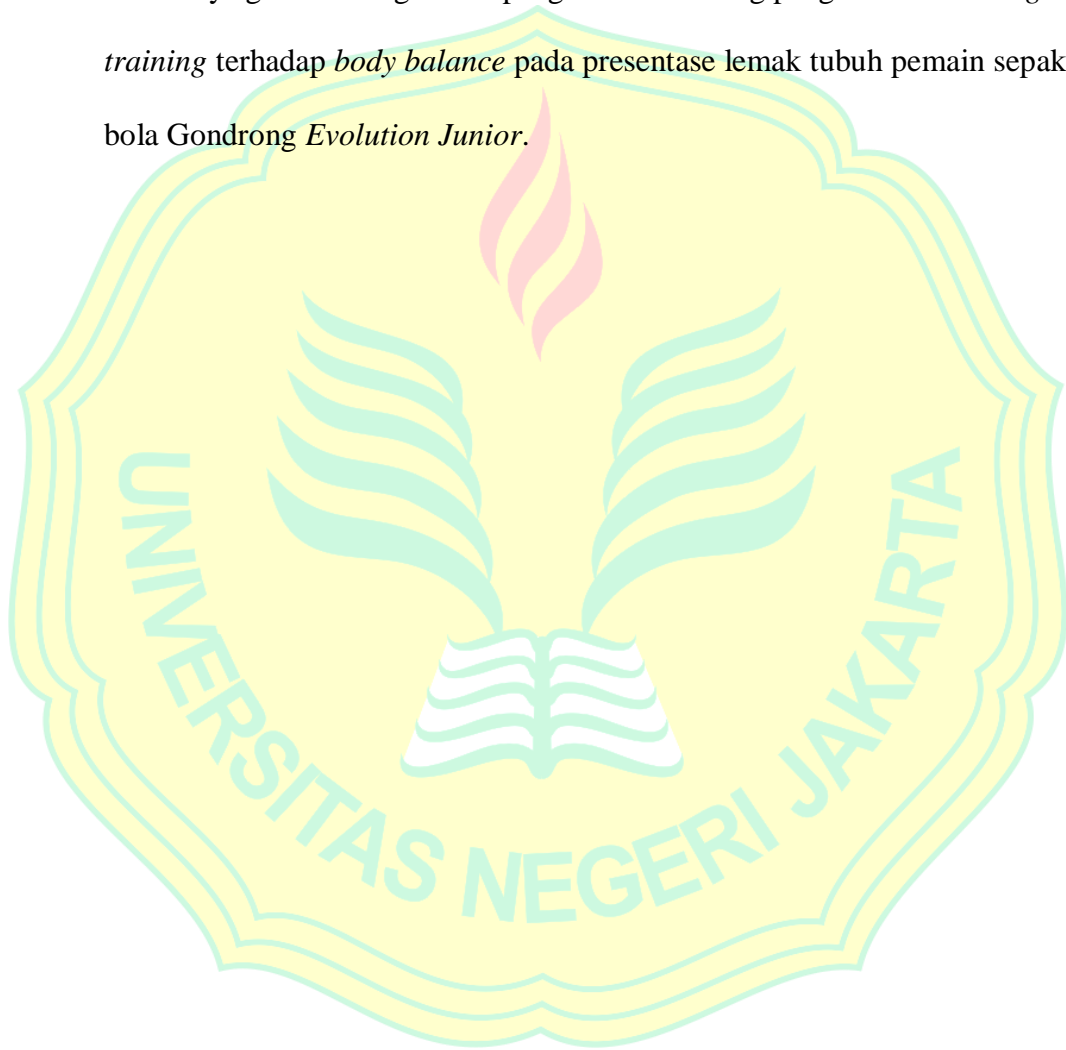 training terhadap body balance pada presentase lemak tubuh pemain sepak
bola Gondrong Evolution Junior.
UNIVERSITAS NEGERI JAKARTA